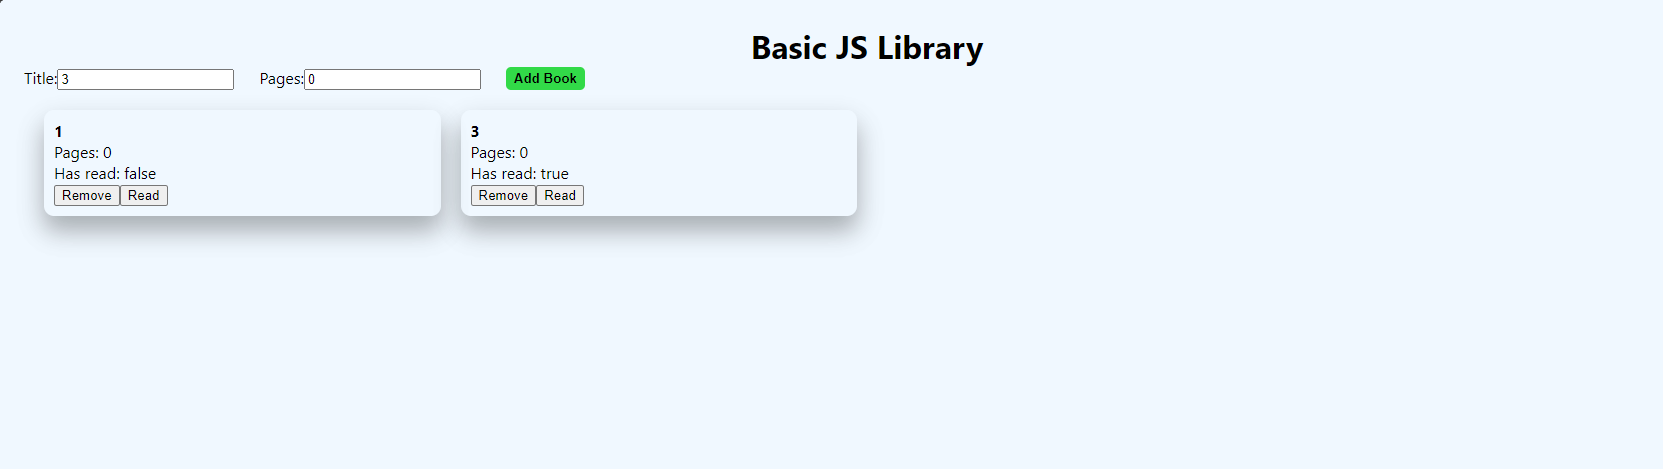 Basic JS Library
Title: 3 Pages: 0 Add Book
1
Pages: 0
Has read: false
Remove Read
3
Pages: 0
Has read: true
Remove Read